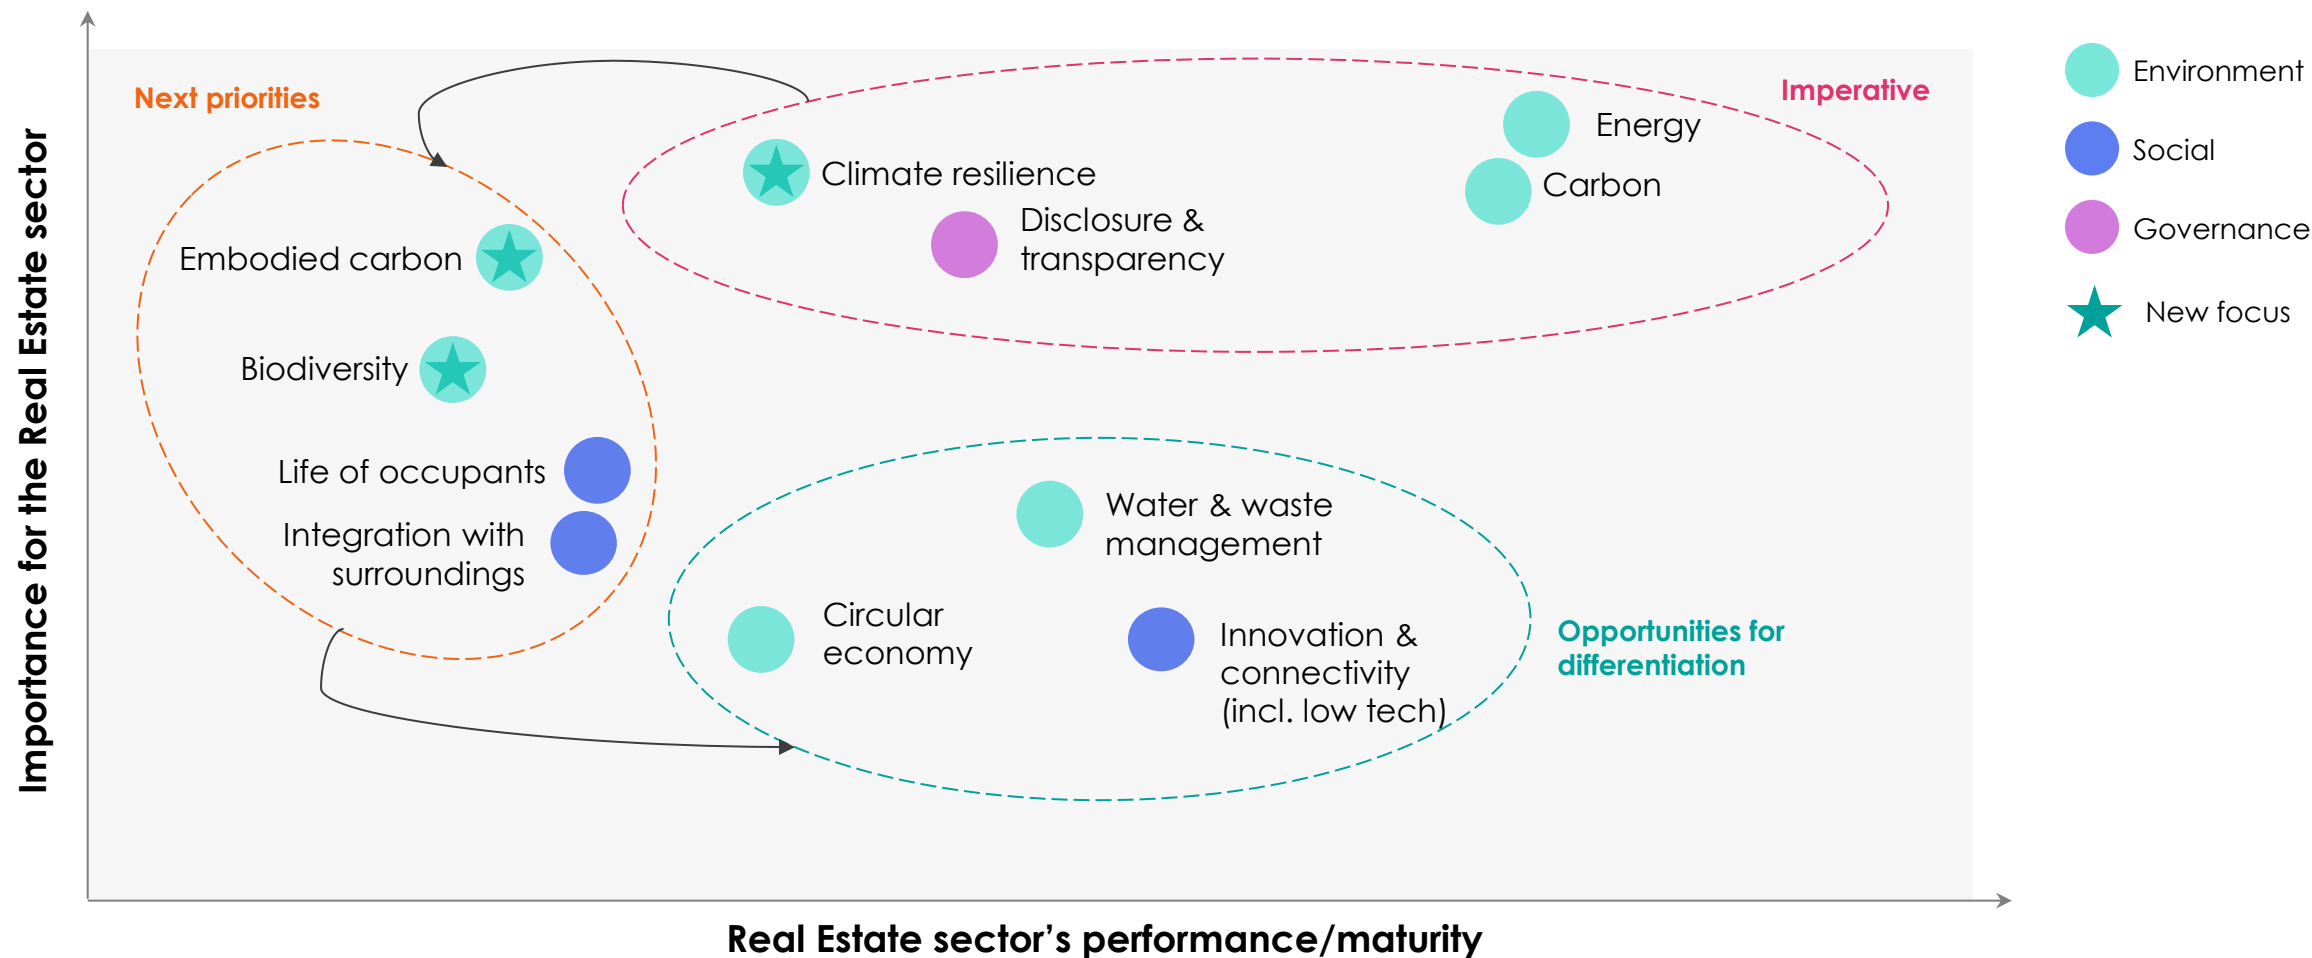 Importance for the Real Estate sector
Next priorities
Embodied carbon
Biodiversity
Life of occupants
Integration with
surroundings
Imperative
Energy
Carbon
Climate resilience
Disclosure &
transparency
Water & waste
management
Circular
economy
Innovation &
connectivity
(incl. low tech)
Opportunities for
differentiation
Real Estate sector’s performance/maturity
Environment
Social
Governance
New focus